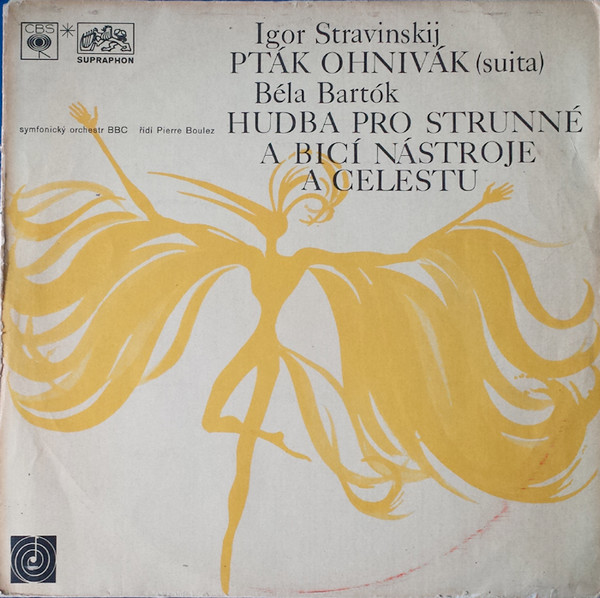 CBS
SUPRAPHON
Igor Stravinskij
PTÁK OHNIVÁK (suita)
Béla Bartók
symfonický orchestr BBC řídí Pierre Boulez
HUDBA PRO STRUNNÉ
A BICÍ NÁSTROJE
A CELESTU